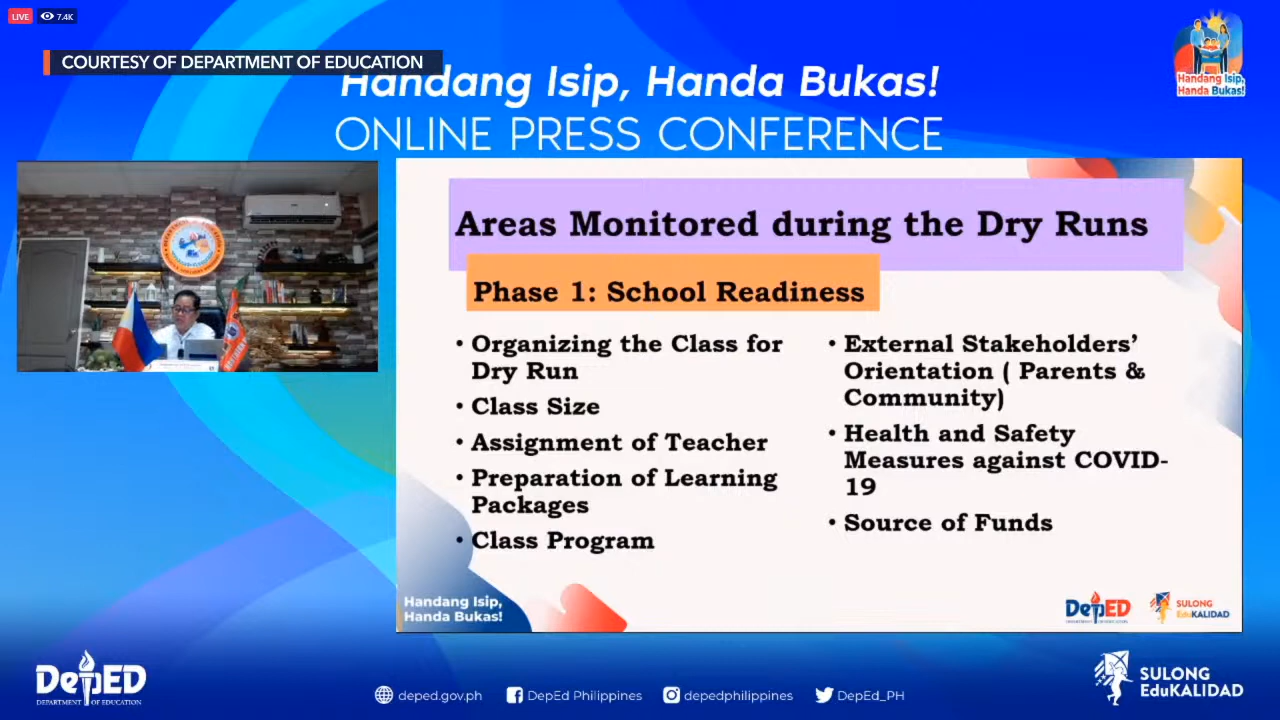 LIVE 7.4K
COURTESY OF DEPARTMENT OF EDUCATION
Handang Isip, Handa Bukas!
ONLINE PRESS CONFERENCE
Handang Isip,
Handa Bukas!
Areas Monitored during the Dry Runs
Phase 1: School Readiness
• Organizing the Class for
Dry Run
• Class Size
• Assignment of Teacher
• Preparation of Learning
Packages
• Class Program
• External Stakeholders'
Orientation ( Parents &
Community)
• Health and Safety
Measures against COVID-
19
• Source of Funds
Handang Isip,
Handa Bukas!
DepED
DEPARTMENT OF EDUCATION
SULONG
EduKALIDAD
DepED
DEPARTMENT OF EDUCATION
deped.gov.ph DepEd Philippines depedphilippines DepEd_PH
SULONG
EduKALIDAD